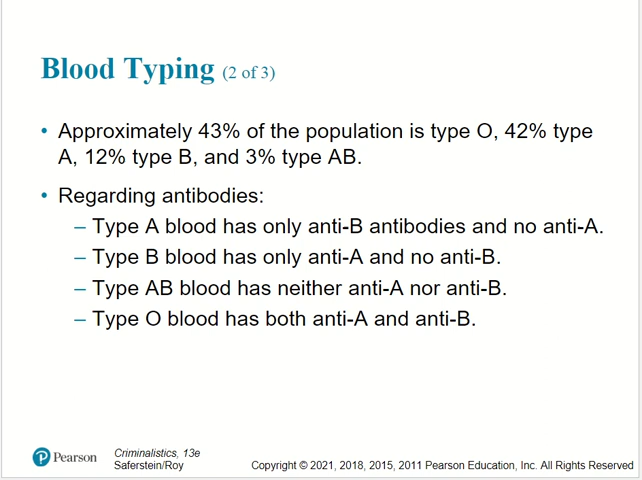 Blood Typing (2 of 3)
• Approximately 43% of the population is type O, 42% type
A, 12% type B, and 3% type AB.
• Regarding antibodies:
– Type A blood has only anti-B antibodies and no anti-A.
– Type B blood has only anti-A and no anti-B.
– Type AB blood has neither anti-A nor anti-B.
– Type O blood has both anti-A and anti-B.
Pearson
Criminalistics, 13e
Saferstein/Roy
Copyright © 2021, 2018, 2015, 2011 Pearson Education, Inc. All Rights Reserved